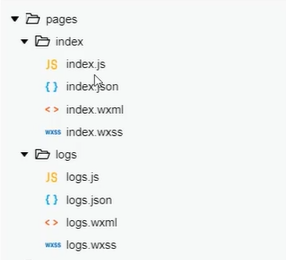 pages
index
JS index.js
{ } index.json
< > index.wxml
wxss index.wxss
logs
JS logs.js
{ } logs.json
< > logs.wxml
wxss logs.wxss